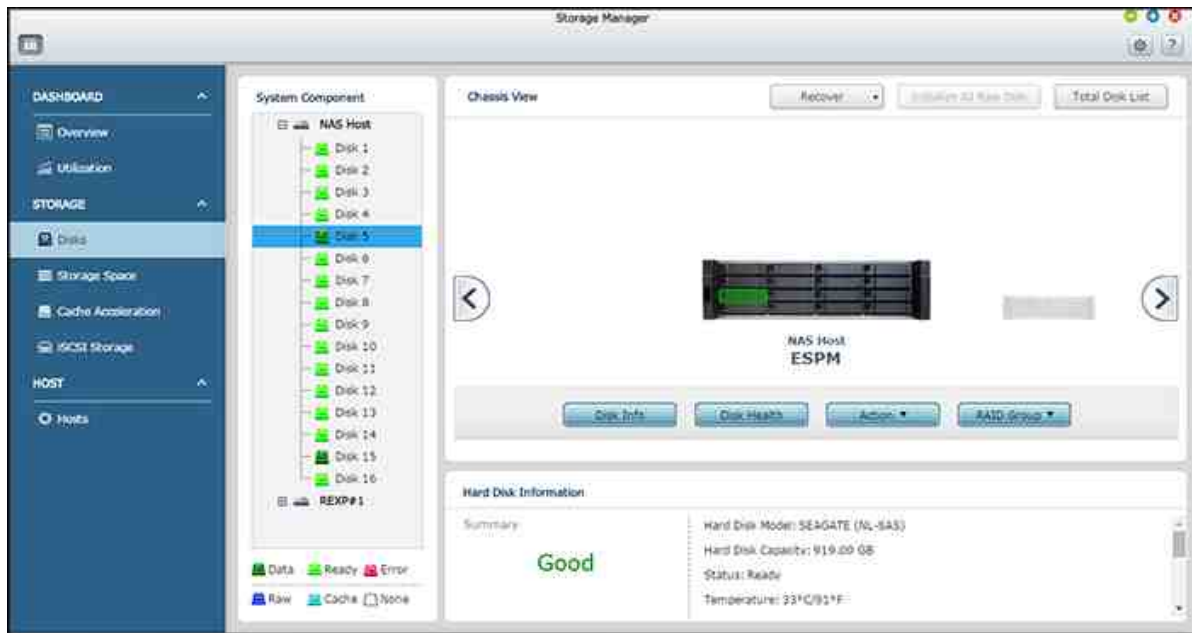 Storage Manager
?
DASHBOARD
Overview
Utilization
STORAGE
Disks
Storage Space
Cache Acceleration
iSCSI Storage
HOST
Hosts
System Component
NAS Host
Disk 1
Disk 2
Disk 3
Disk 4
Disk 5
Disk 6
Disk 7
Disk 8
Disk 9
Disk 10
Disk 11
Disk 12
Disk 13
Disk 14
Disk 15
Disk 16
REXP#1
Data Ready Error
Raw Cache None
Chassis View
Recover
Initialize All Raw Disk
Total Disk List
NAS Host
ESPM
Disk Info
Disk Health
Action
RAID Group
Hard Disk Information
Summary
Good
Hard Disk Model: SEAGATE (NL-SAS)
Hard Disk Capacity: 919.00 GB
Status: Ready
Temperature: 33°C/91°F